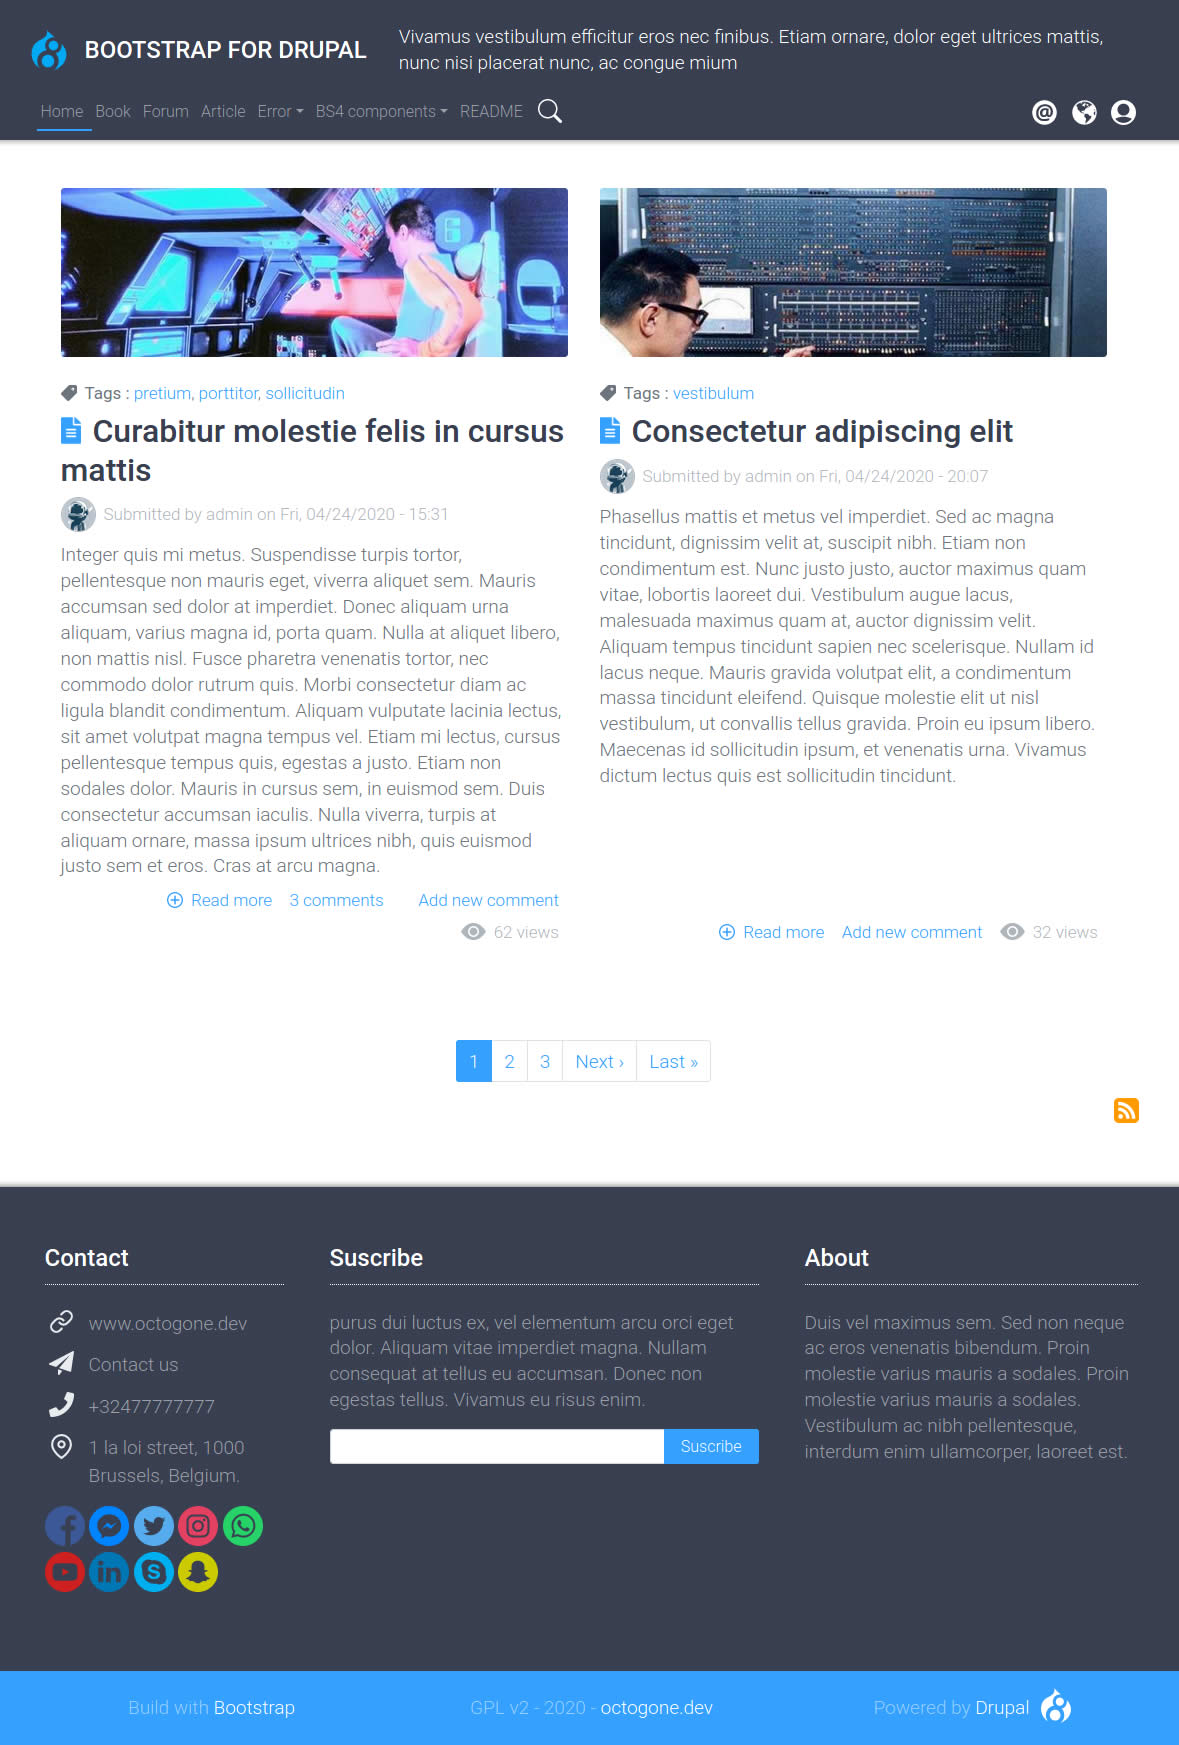 BOOTSTRAP FOR DRUPAL
Vivamus vestibulum efficitur eros nec finibus. Etiam ornare, dolor eget ultrices mattis,
nunc nisi placerat nunc, ac congue mium
Home Book Forum Article Error BS4 components README
Tags : pretium, porttitor, sollicitudin
Curabitur molestie felis in cursus
mattis
Submitted by admin on Fri, 04/24/2020 - 15:31
Integer quis mi metus. Suspendisse turpis tortor,
pellentesque non mauris eget, viverra aliquet sem. Mauris
accumsan sed dolor at imperdiet. Donec aliquam urna
aliquam, varius magna id, porta quam. Nulla at aliquet libero,
non mattis nisl. Fusce pharetra venenatis tortor, nec
commodo dolor rutrum quis. Morbi consectetur diam ac
ligula blandit condimentum. Aliquam vulputate lacinia lectus,
sit amet volutpat magna tempus vel. Etiam mi lectus, cursus
pellentesque tempus quis, egestas a justo. Etiam non
sodales dolor. Mauris in cursus sem, in euismod sem. Duis
consectetur accumsan iaculis. Nulla viverra, turpis at
aliquam ornare, massa ipsum ultrices nibh, quis euismod
justo sem et eros. Cras at arcu magna.
Read more 3 comments Add new comment
62 views
Tags : vestibulum
Consectetur adipiscing elit
Submitted by admin on Fri, 04/24/2020 - 20:07
Phasellus mattis et metus vel imperdiet. Sed ac magna
tincidunt, dignissim velit at, suscipit nibh. Etiam non
condimentum est. Nunc justo justo, auctor maximus quam
vitae, lobortis laoreet dui. Vestibulum augue lacus,
malesuada maximus quam at, auctor dignissim velit.
Aliquam tempus tincidunt sapien nec scelerisque. Nullam id
lacus neque. Mauris gravida volutpat elit, a condimentum
massa tincidunt eleifend. Quisque molestie elit ut nisl
vestibulum, ut convallis tellus gravida. Proin eu ipsum libero.
Maecenas id sollicitudin ipsum, et venenatis urna. Vivamus
dictum lectus quis est sollicitudin tincidunt.
Read more Add new comment 32 views
1 2 3 Next › Last »
Contact
www.octogone.dev
Contact us
+32477777777
1 la loi street, 1000
Brussels, Belgium.
Suscribe
purus dui luctus ex, vel elementum arcu orci eget
dolor. Aliquam vitae imperdiet magna. Nullam
consequat at tellus eu accumsan. Donec non
egestas tellus. Vivamus eu risus enim.
Suscribe
About
Duis vel maximus sem. Sed non neque
ac eros venenatis bibendum. Proin
molestie varius mauris a sodales. Proin
molestie varius mauris a sodales.
Vestibulum ac nibh pellentesque,
interdum enim ullamcorper, laoreet est.
Build with Bootstrap
GPL v2 - 2020 - octogone.dev
Powered by Drupal